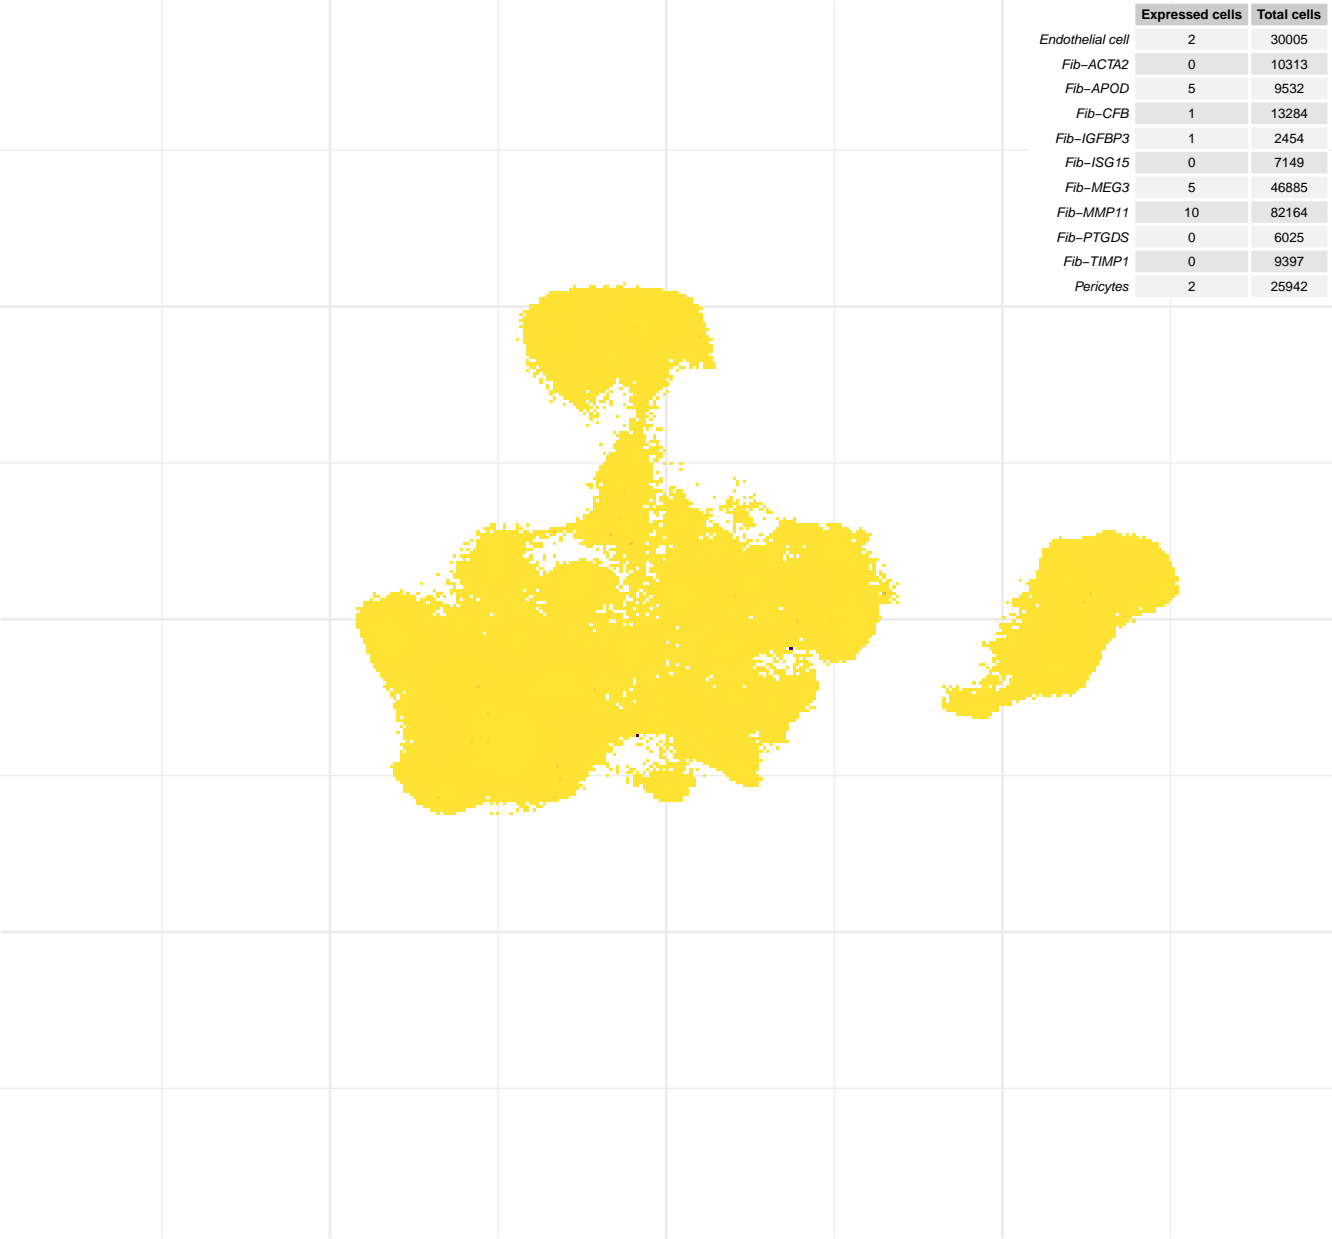 Expressed cells Total cells
Endothelial cell 2 30005
Fib−ACTA2 0 10313
Fib−APOD 5 9532
Fib−CFB 1 13284
Fib−IGFBP3 1 2454
Fib−ISG15 0 7149
Fib−MEG3 5 46885
Fib−MMP11 10 82164
Fib−PTGDS 0 6025
Fib−TIMP1 0 9397
Pericytes 2 25942